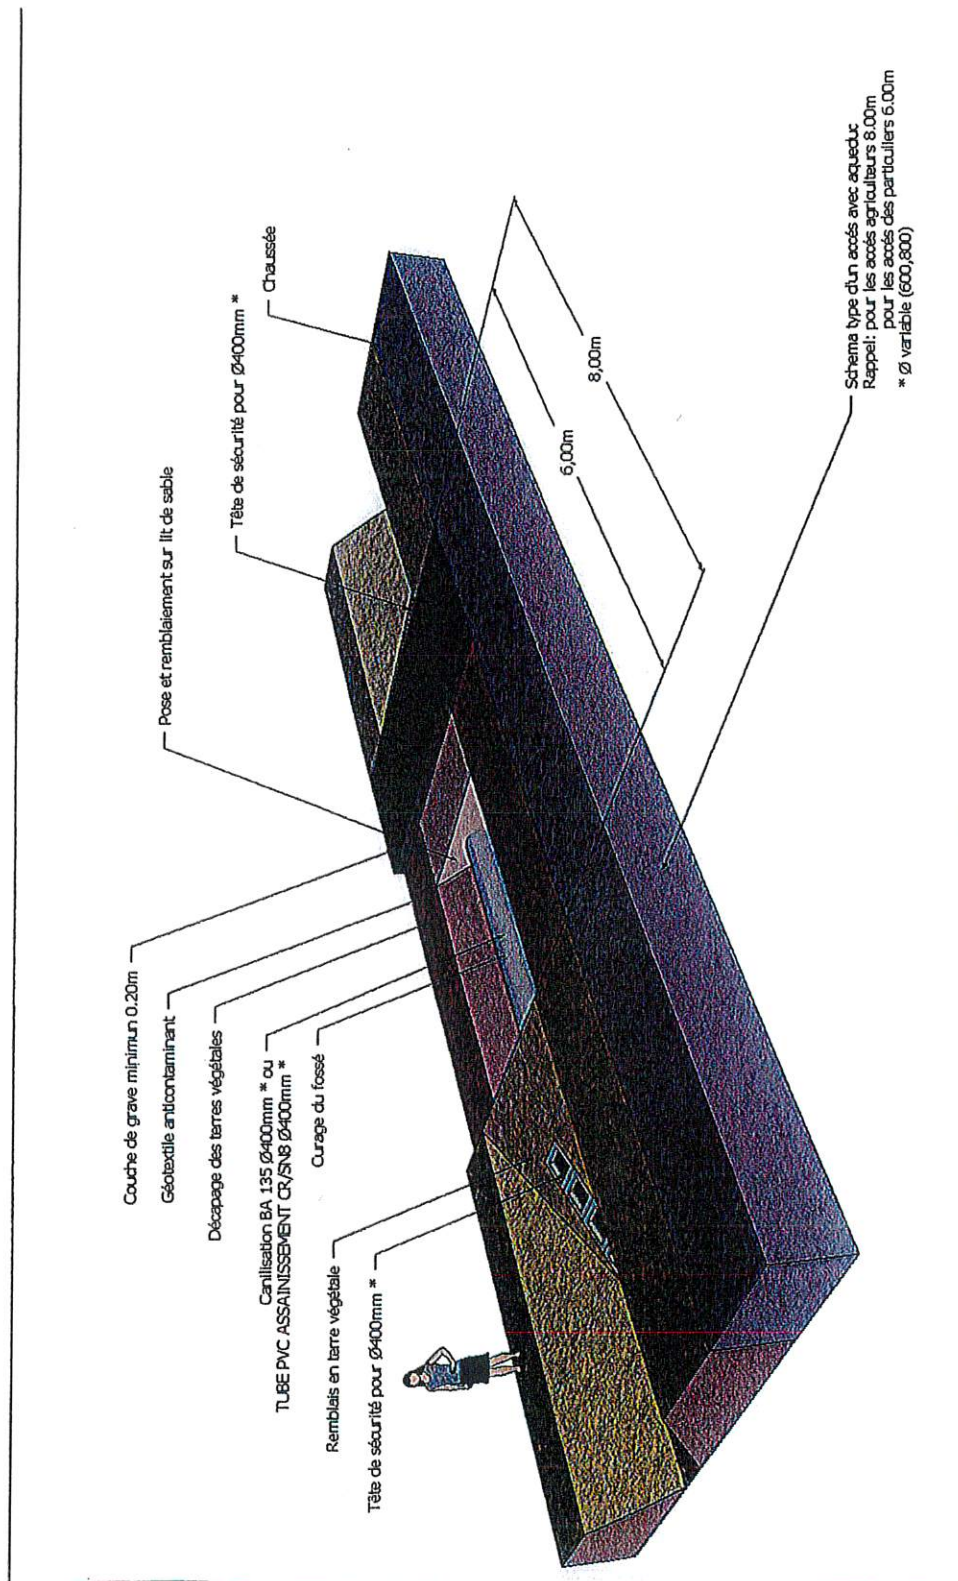 Couche de grave minimun 0.20m
Géotextile anticontaminant
Décapage des terres végétales
Canilisation BA 135 Ø400mm * ou
TUBE PVC ASSAINISSEMENT CR/SN8 Ø400mm *
Curage du fossé
Remblais en terre végétale
Tête de sécurité pour Ø400mm *
Pose et remblaiement sur lit de sable
Tête de sécurité pour Ø400mm *
Chaussée
6,00m
8,00m
Schema type d'un accés avec aqueduc
Rappel: pour les accés agriculteurs 8.00m
pour les accés des particuliers 6.00m
* Ø variable (600,800)